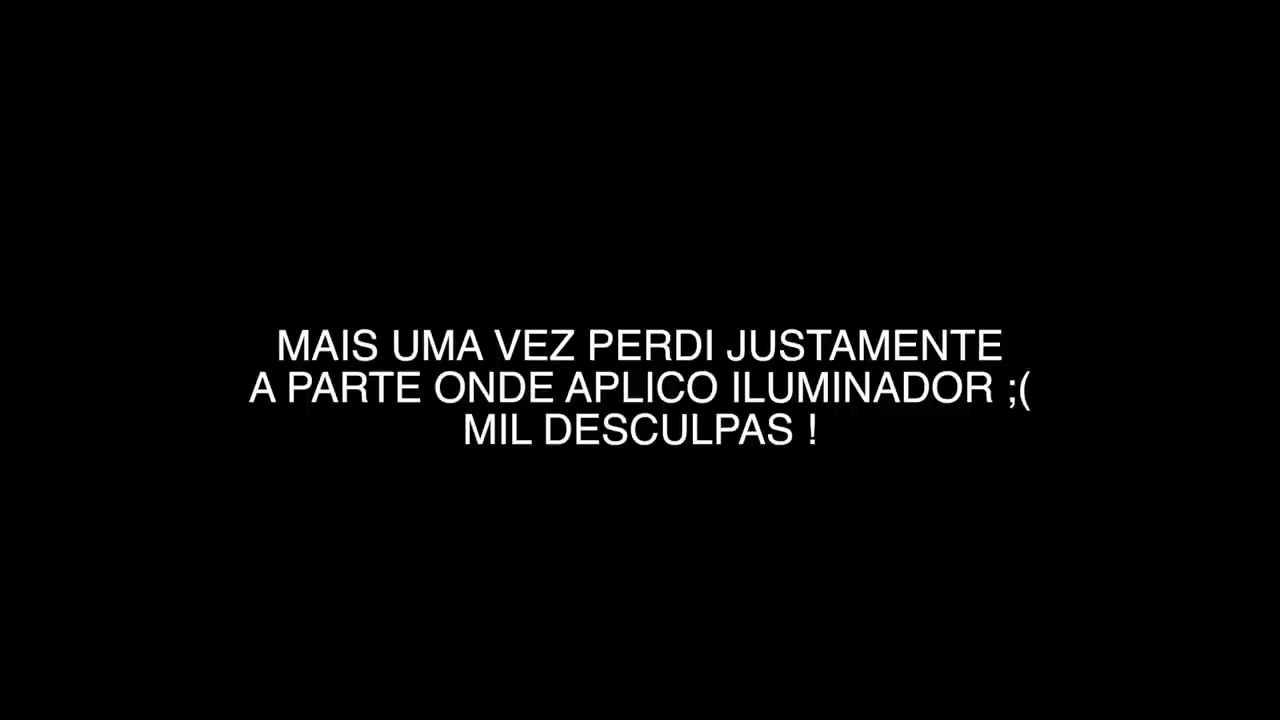 MAIS UMA VEZ PERDI JUSTAMENTE
A PARTE ONDE APLICO ILUMINADOR ;(
MIL DESCULPAS !